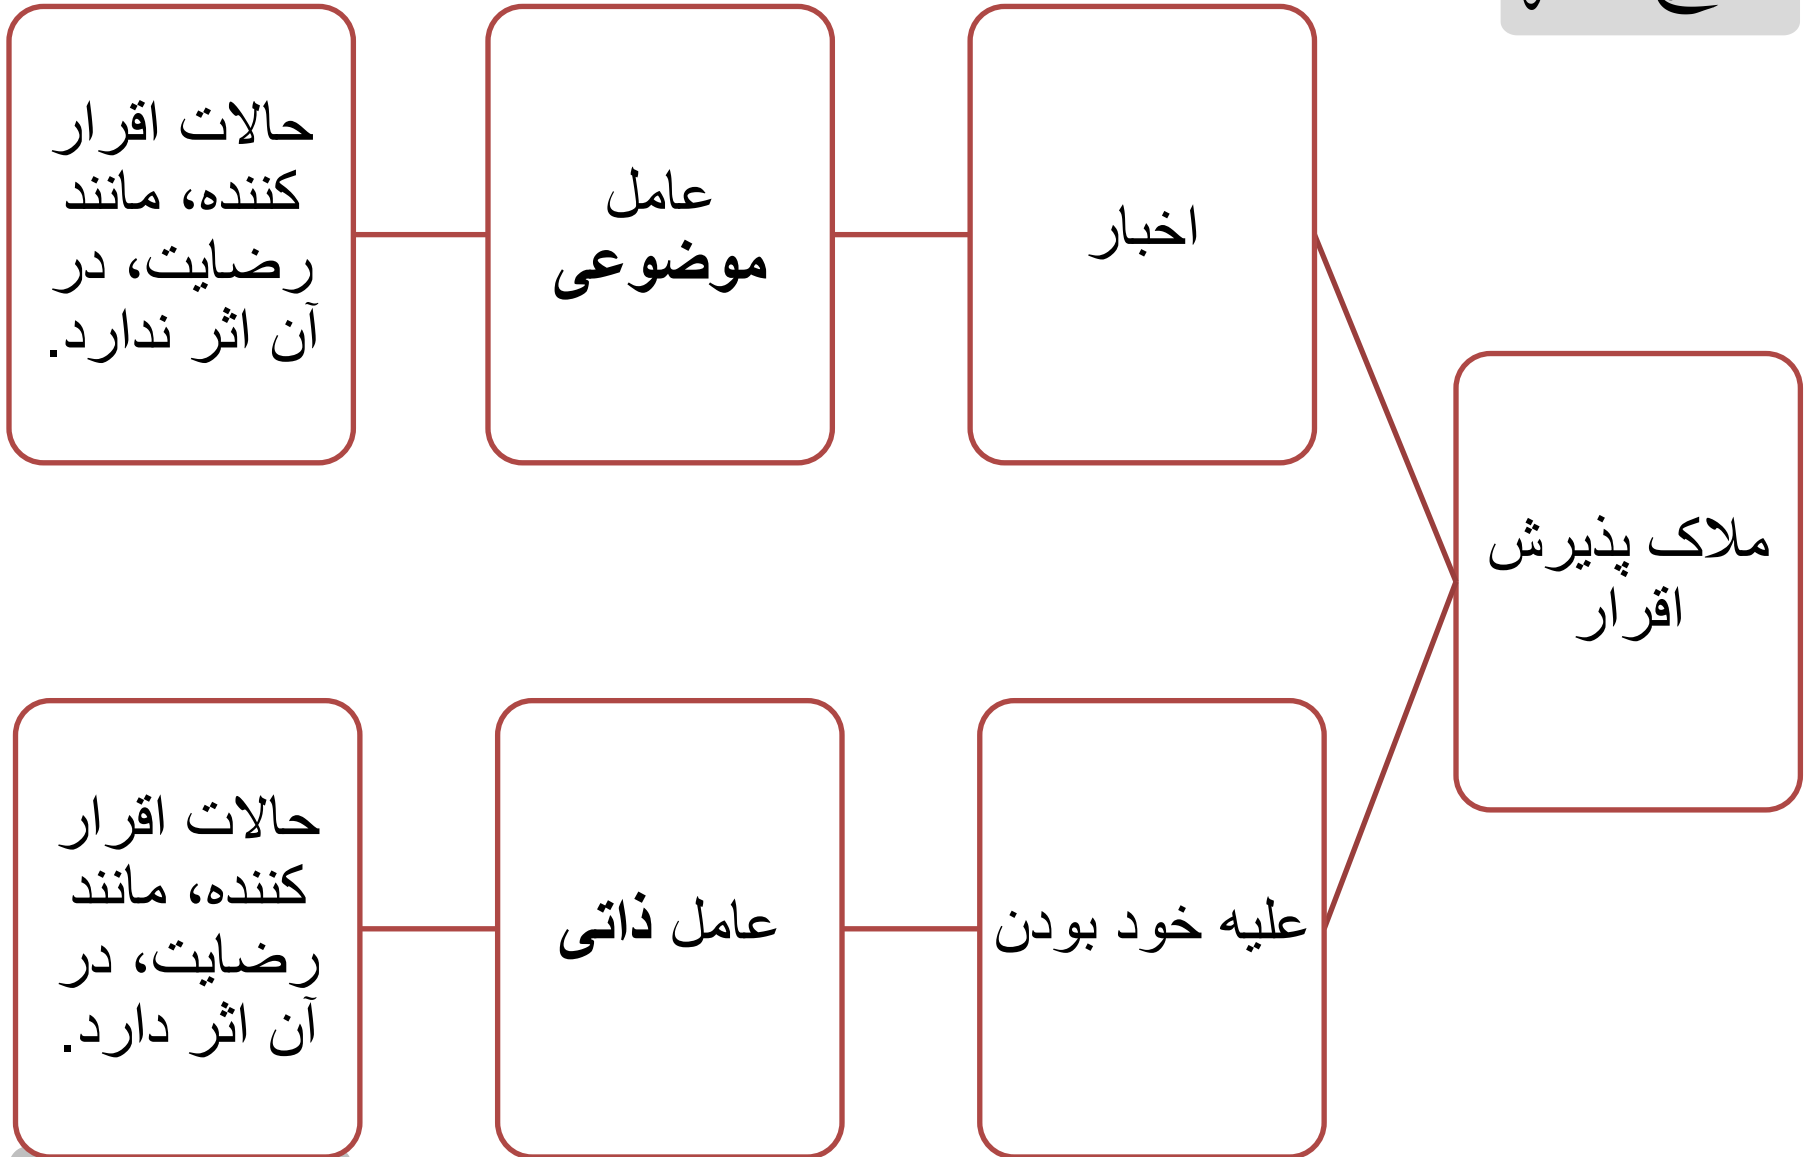 ملاک پذیرش
اقرار
اخبار
عامل
موضوعی
حالات اقرار
کننده، مانند
رضایت، در
آن اثر ندارد.
علیه خود بودن
عامل ذاتی
حالات اقرار
کننده، مانند
رضایت، در
آن اثر دارد.